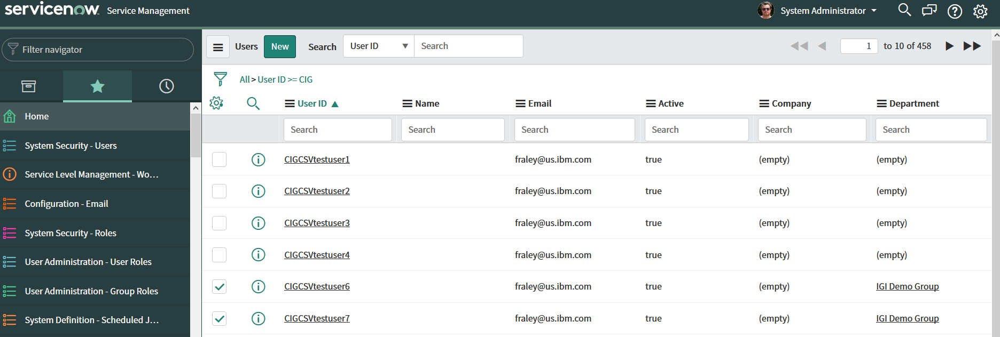 servicenow Service Management
System Administrator
Filter navigator
Home
System Security - Users
Service Level Management - Wo...
Configuration - Email
System Security - Roles
User Administration - User Roles
User Administration - Group Roles
System Definition - Scheduled J...
Users New Search User ID Search 1 to 10 of 458
All > User ID >= CIG
User ID Name Email Active Company Department
Search Search Search Search Search Search
CIGCSVtestuser1 fraley@us.ibm.com true (empty) (empty)
CIGCSVtestuser2 fraley@us.ibm.com true (empty) (empty)
CIGCSVtestuser3 fraley@us.ibm.com true (empty) (empty)
CIGCSVtestuser4 fraley@us.ibm.com true (empty) (empty)
CIGCSVtestuser6 fraley@us.ibm.com true (empty) IGI Demo Group
CIGCSVtestuser7 fraley@us.ibm.com true (empty) IGI Demo Group